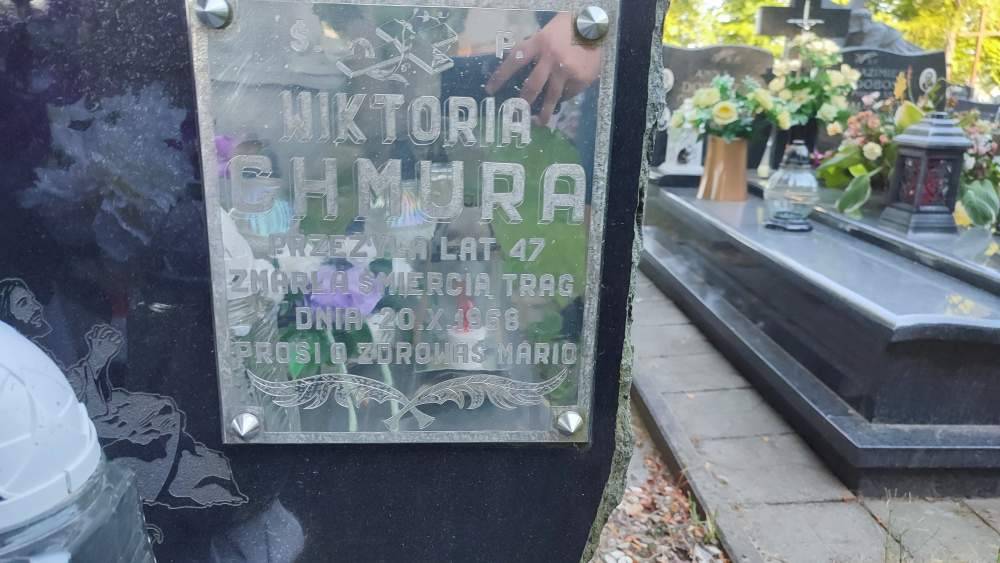 Ś. P.
WIKTORIA
CHMURA
PRZEŻYŁA LAT 47
ZMARŁA ŚMIERCIĄ TRAG
DNIA 20.X.1968
PROSI O ZDROWAŚ MARIO